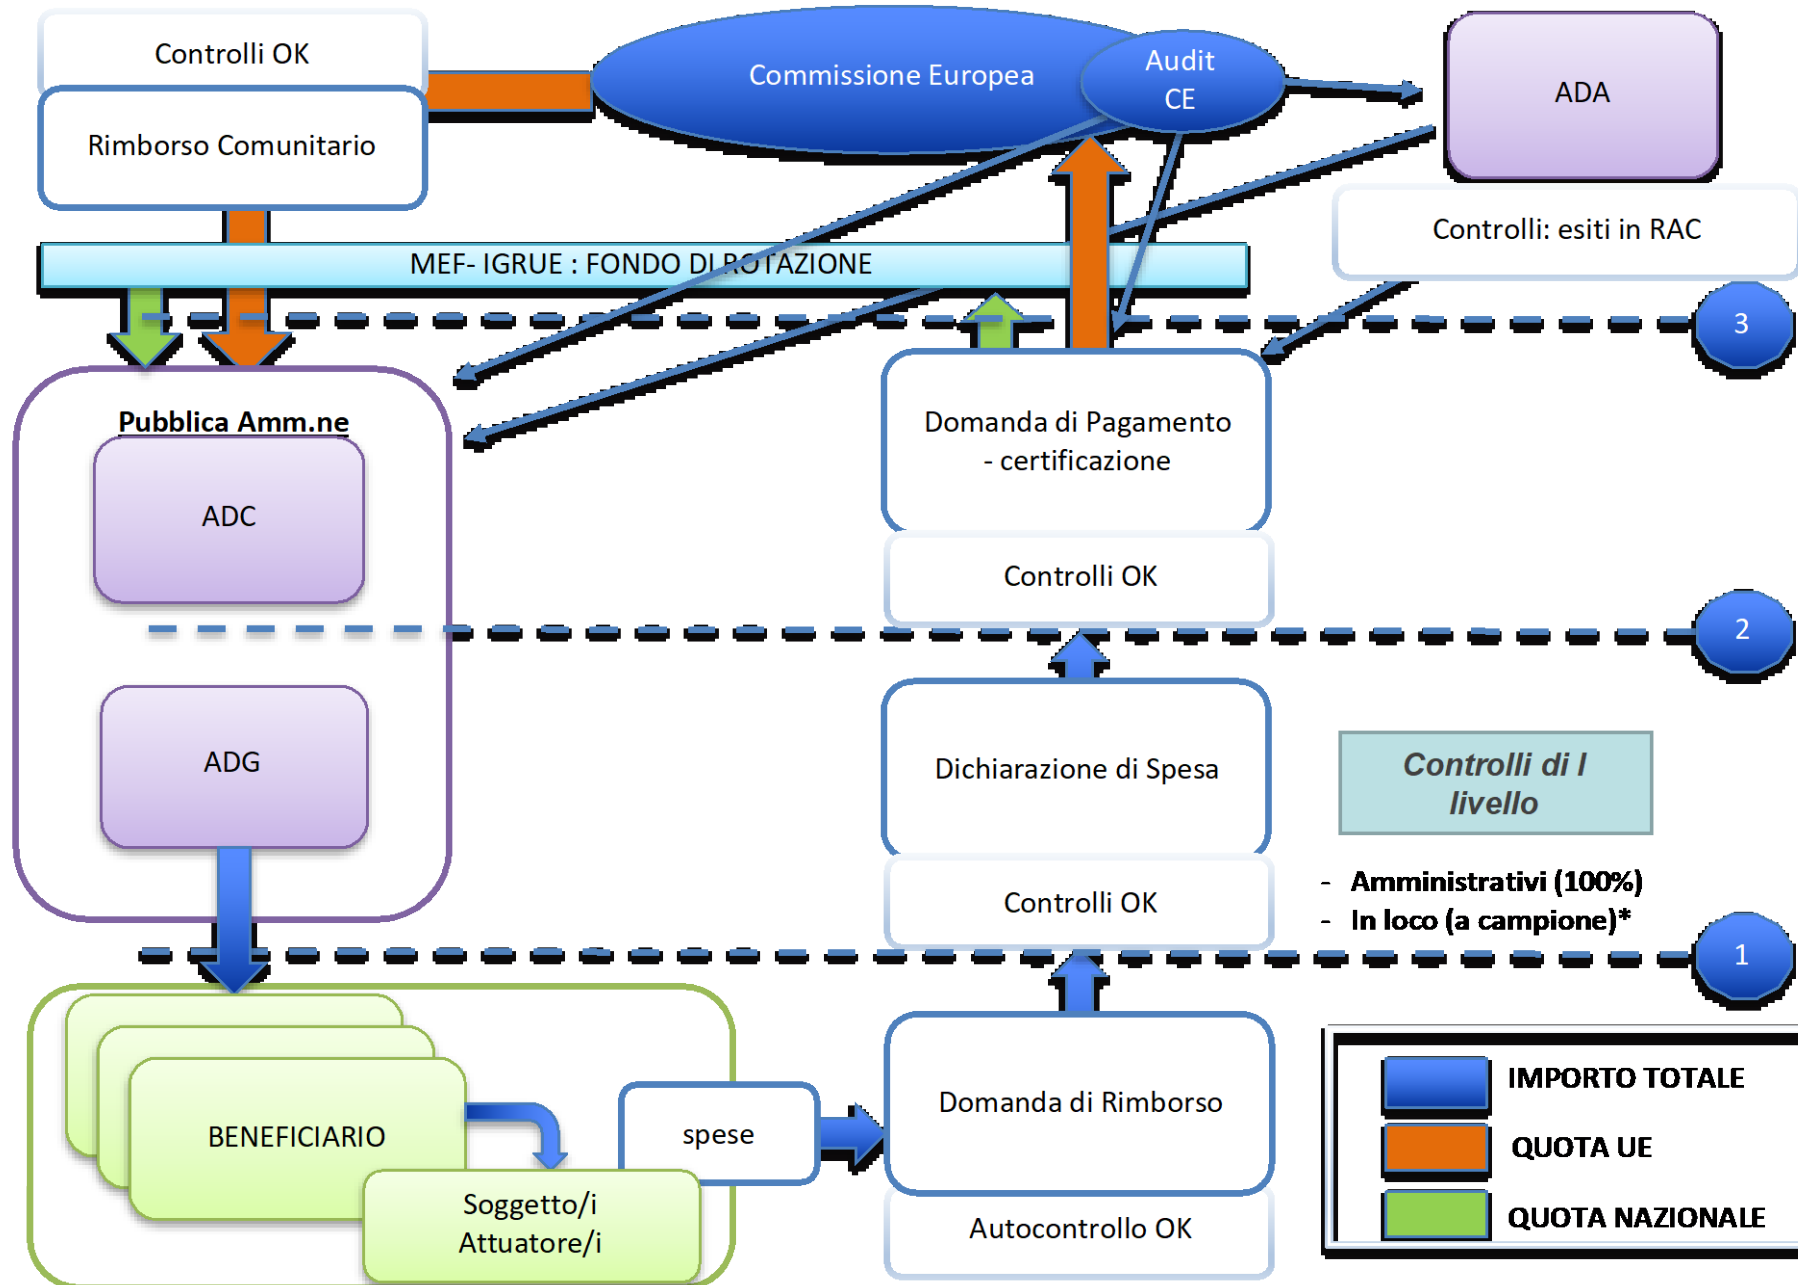 Controlli OK
Rimborso Comunitario
Commissione Europea
Audit
CE
ADA
Controlli: esiti in RAC
MEF- IGRUE : FONDO DI ROTAZIONE
3
Pubblica Amm.ne
ADC
Domanda di Pagamento
- certificazione
Controlli OK
2
ADG
Dichiarazione di Spesa
Controlli OK
Controlli di I
livello
- Amministrativi (100%)
- In loco (a campione)*
1
BENEFICIARIO
Soggetto/i
Attuatore/i
spese
Domanda di Rimborso
Autocontrollo OK
IMPORTO TOTALE
QUOTA UE
QUOTA NAZIONALE